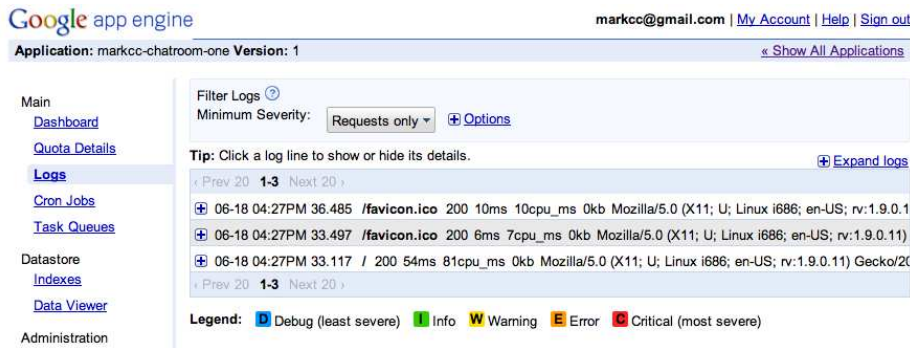 Google app engine
markcc@gmail.com | My Account | Help | Sign out
Application: markcc-chatroom-one Version: 1
« Show All Applications
Main
Dashboard
Quota Details
Logs
Cron Jobs
Task Queues
Datastore
Indexes
Data Viewer
Administration
Filter Logs ?
Minimum Severity: Requests only + Options
Tip: Click a log line to show or hide its details.
+ Expand logs
‹ Prev 20 1-3 Next 20 ›
+ 06-18 04:27PM 36.485 /favicon.ico 200 10ms 10cpu_ms 0kb Mozilla/5.0 (X11; U; Linux i686; en-US; rv:1.9.0.1
+ 06-18 04:27PM 33.497 /favicon.ico 200 6ms 7cpu_ms 0kb Mozilla/5.0 (X11; U; Linux i686; en-US; rv:1.9.0.11)
+ 06-18 04:27PM 33.117 / 200 54ms 81cpu_ms 0kb Mozilla/5.0 (X11; U; Linux i686; en-US; rv:1.9.0.11) Gecko/20
‹ Prev 20 1-3 Next 20 ›
Legend: D Debug (least severe) I Info W Warning E Error C Critical (most severe)